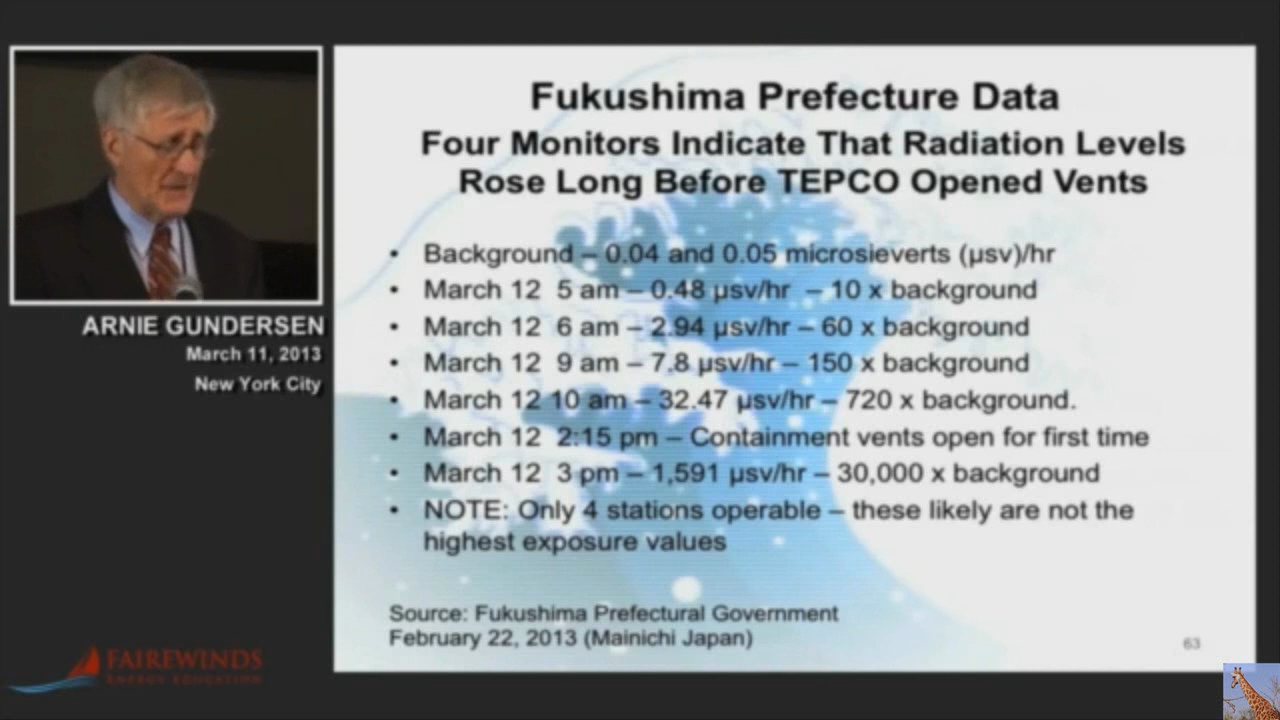 Fukushima Prefecture Data
Four Monitors Indicate That Radiation Levels
Rose Long Before TEPCO Opened Vents
• Background – 0.04 and 0.05 microsieverts (µsv)/hr
• March 12 5 am – 0.48 µsv/hr – 10 x background
• March 12 6 am – 2.94 µsv/hr – 60 x background
• March 12 9 am – 7.8 µsv/hr – 150 x background
• March 12 10 am – 32.47 µsv/hr – 720 x background.
• March 12 2:15 pm – Containment vents open for first time
• March 12 3 pm – 1,591 µsv/hr – 30,000 x background
• NOTE: Only 4 stations operable – these likely are not the
highest exposure values
Source: Fukushima Prefectural Government
February 22, 2013 (Mainichi Japan)
63
ARNIE GUNDERSEN
March 11, 2013
New York City
FAIREWINDS
ENERGY EDUCATION